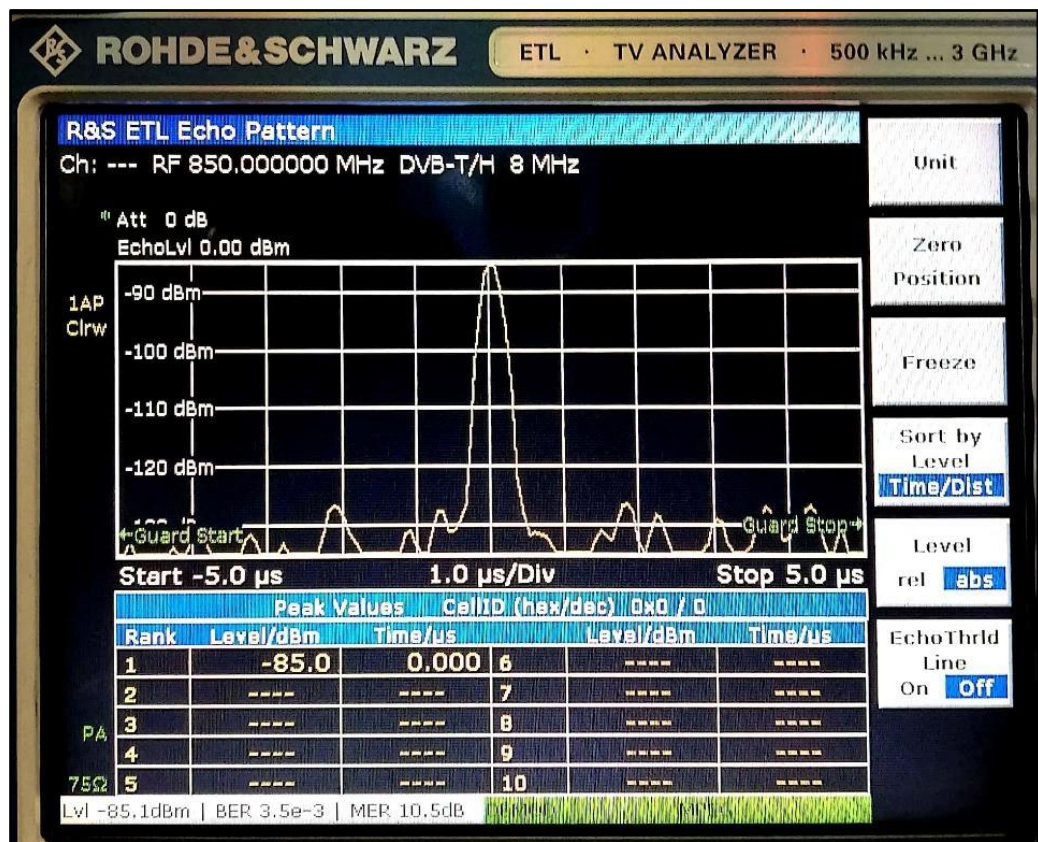 ROHDE&SCHWARZ ETL · TV ANALYZER · 500 kHz ... 3 GHz
R&S ETL Echo Pattern
Ch: --- RF 850.000000 MHz DVB-T/H 8 MHz
Att 0 dB
EchoLvl 0.00 dBm
1AP
Clrw
-90 dBm
-100 dBm
-110 dBm
-120 dBm
Guard Start
Guard Stop
Start -5.0 µs 1.0 µs/Div Stop 5.0 µs
Peak Values CellID (hex/dec) 0x0 / 0
Rank Level/dBm Time/µs Level/dBm Time/µs
1 -85.0 0.000 6 ---- ----
2 ---- ---- 7 ---- ----
3 ---- ---- 8 ---- ----
4 ---- ---- 9 ---- ----
5 ---- ---- 10 ---- ----
PA
75Ω
Lvl -85.1dBm | BER 3.5e-3 | MER 10.5dB
Unit
Zero
Position
Freeze
Sort by
Level
Time/Dist
Level
rel abs
EchoThrld
Line
On Off